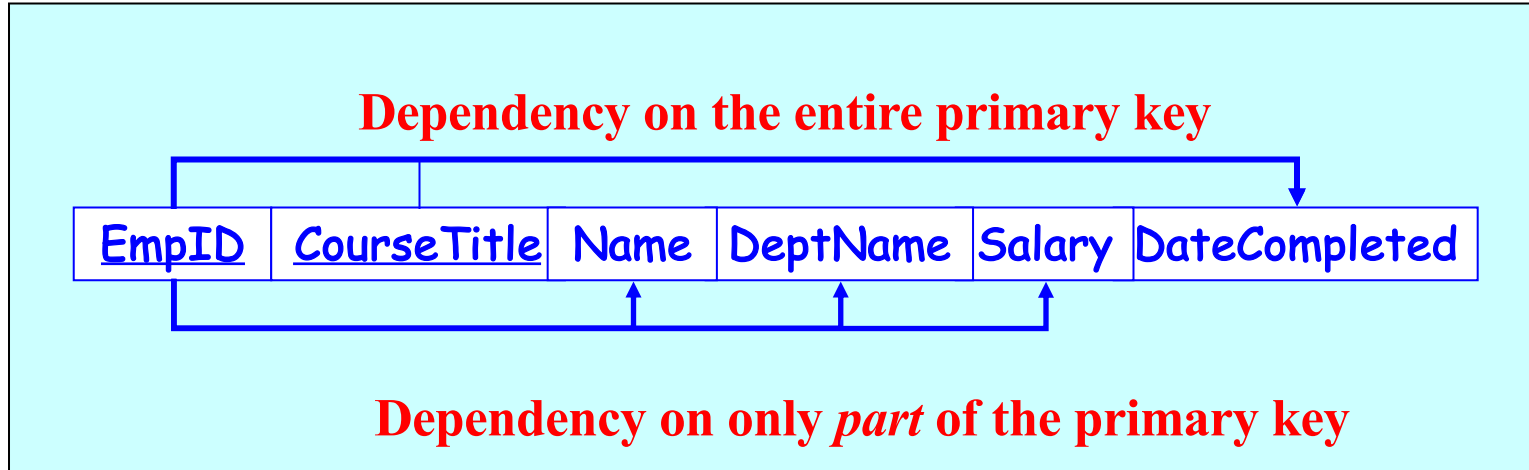 Dependency on the entire primary key
EmpID CourseTitle Name DeptName Salary DateCompleted
Dependency on only part of the primary key